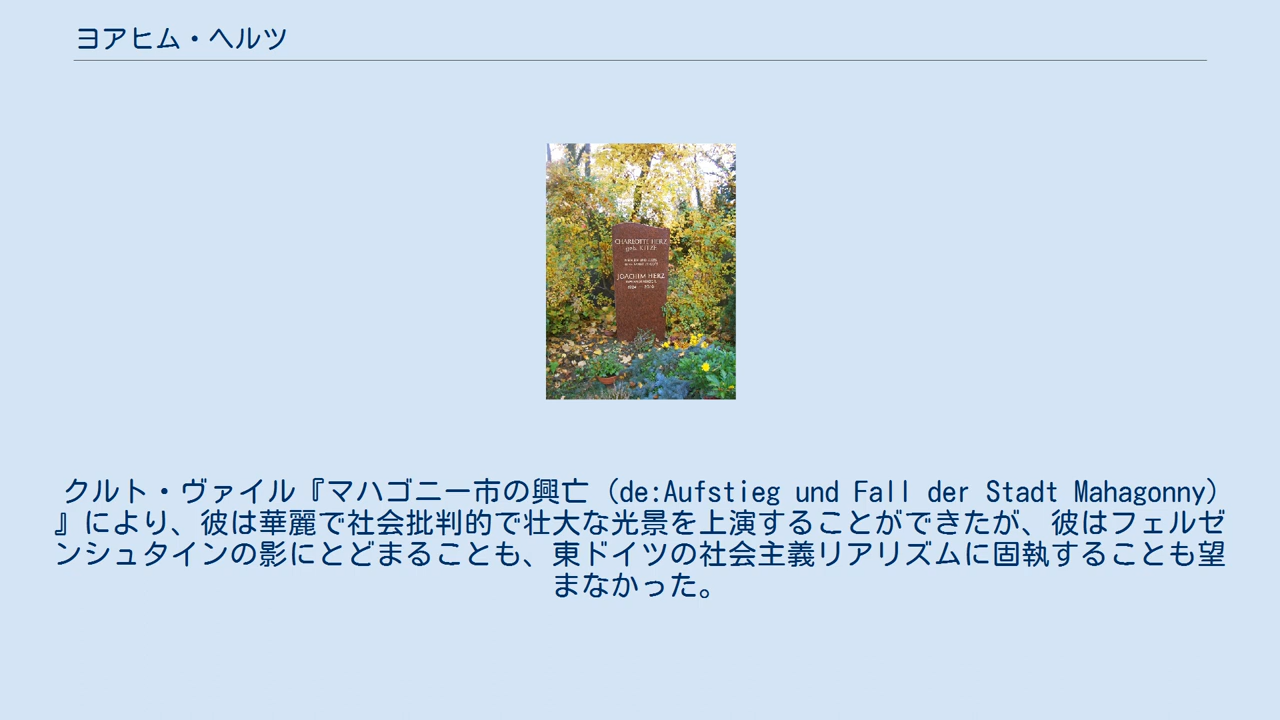 ヨアヒム・ヘルツ
CHARLOTTE HERZ
geb. KITZE
JOACHIM HERZ
1924 2010
クルト・ヴァイル『マハゴニー市の興亡（de:Aufstieg und Fall der Stadt Mahagonny）
』により、彼は華麗で社会批判的で壮大な光景を上演することができたが、彼はフェルゼ
ンシュタインの影にとどまることも、東ドイツの社会主義リアリズムに固執することも望
まなかった。